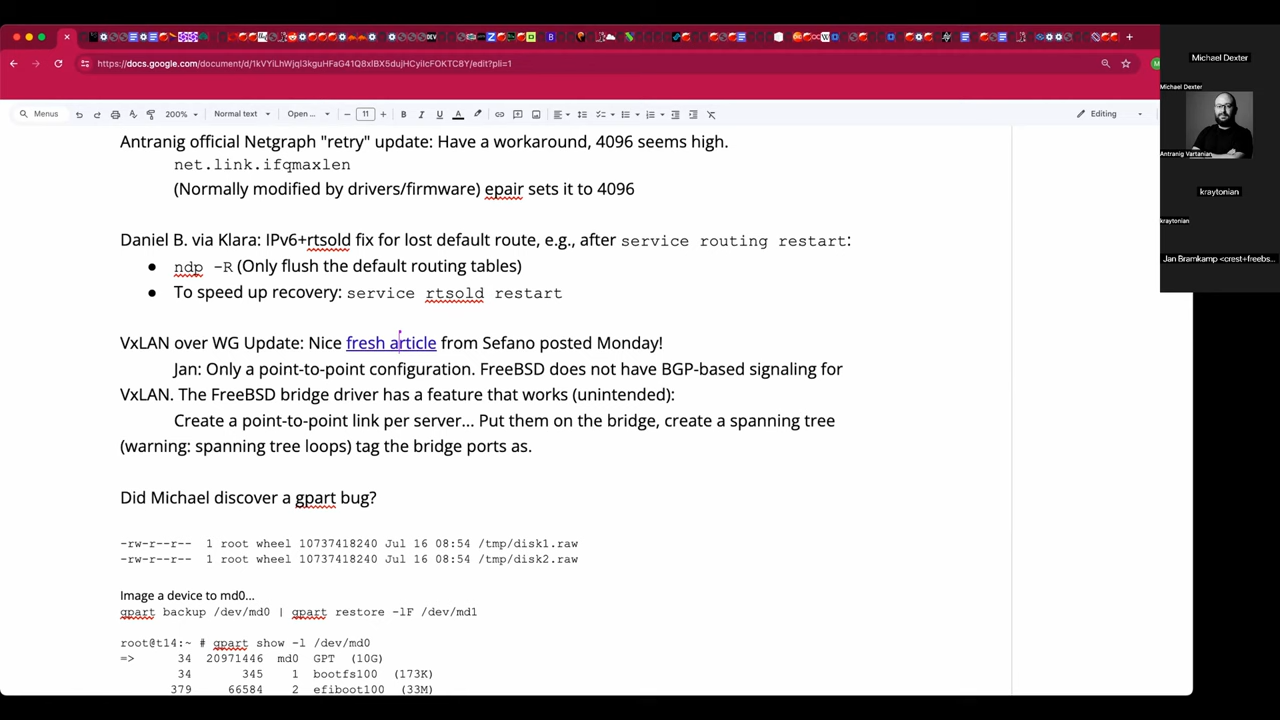 https://docs.google.com/document/d/1kVYiLhWjqI3kguHFaG41Q8xIBX5dujHCyiIcFOKTC8Y/edit?pli=1
Menus
200%
Normal text
Open ...
11
Editing
Antranig official Netgraph "retry" update: Have a workaround, 4096 seems high.
net.link.ifqmaxlen
(Normally modified by drivers/firmware) epair sets it to 4096
Daniel B. via Klara: IPv6+rtsold fix for lost default route, e.g., after service routing restart:
● ndp -R (Only flush the default routing tables)
● To speed up recovery: service rtsold restart
VxLAN over WG Update: Nice fresh article from Sefano posted Monday!
Jan: Only a point-to-point configuration. FreeBSD does not have BGP-based signaling for
VxLAN. The FreeBSD bridge driver has a feature that works (unintended):
Create a point-to-point link per server... Put them on the bridge, create a spanning tree
(warning: spanning tree loops) tag the bridge ports as.
Did Michael discover a gpart bug?
-rw-r--r-- 1 root wheel 10737418240 Jul 16 08:54 /tmp/disk1.raw
-rw-r--r-- 1 root wheel 10737418240 Jul 16 08:54 /tmp/disk2.raw
Image a device to md0...
gpart backup /dev/md0 | gpart restore -lF /dev/md1
root@t14:~ # gpart show -l /dev/md0
=> 34 20971446 md0 GPT (10G)
34 345 1 bootfs100 (173K)
379 66584 2 efiboot100 (33M)
Michael Dexter
Michael Dexter
Antranig Vartanian
kraytonian
kraytonian
Jan Bramkamp <crest+freebs...